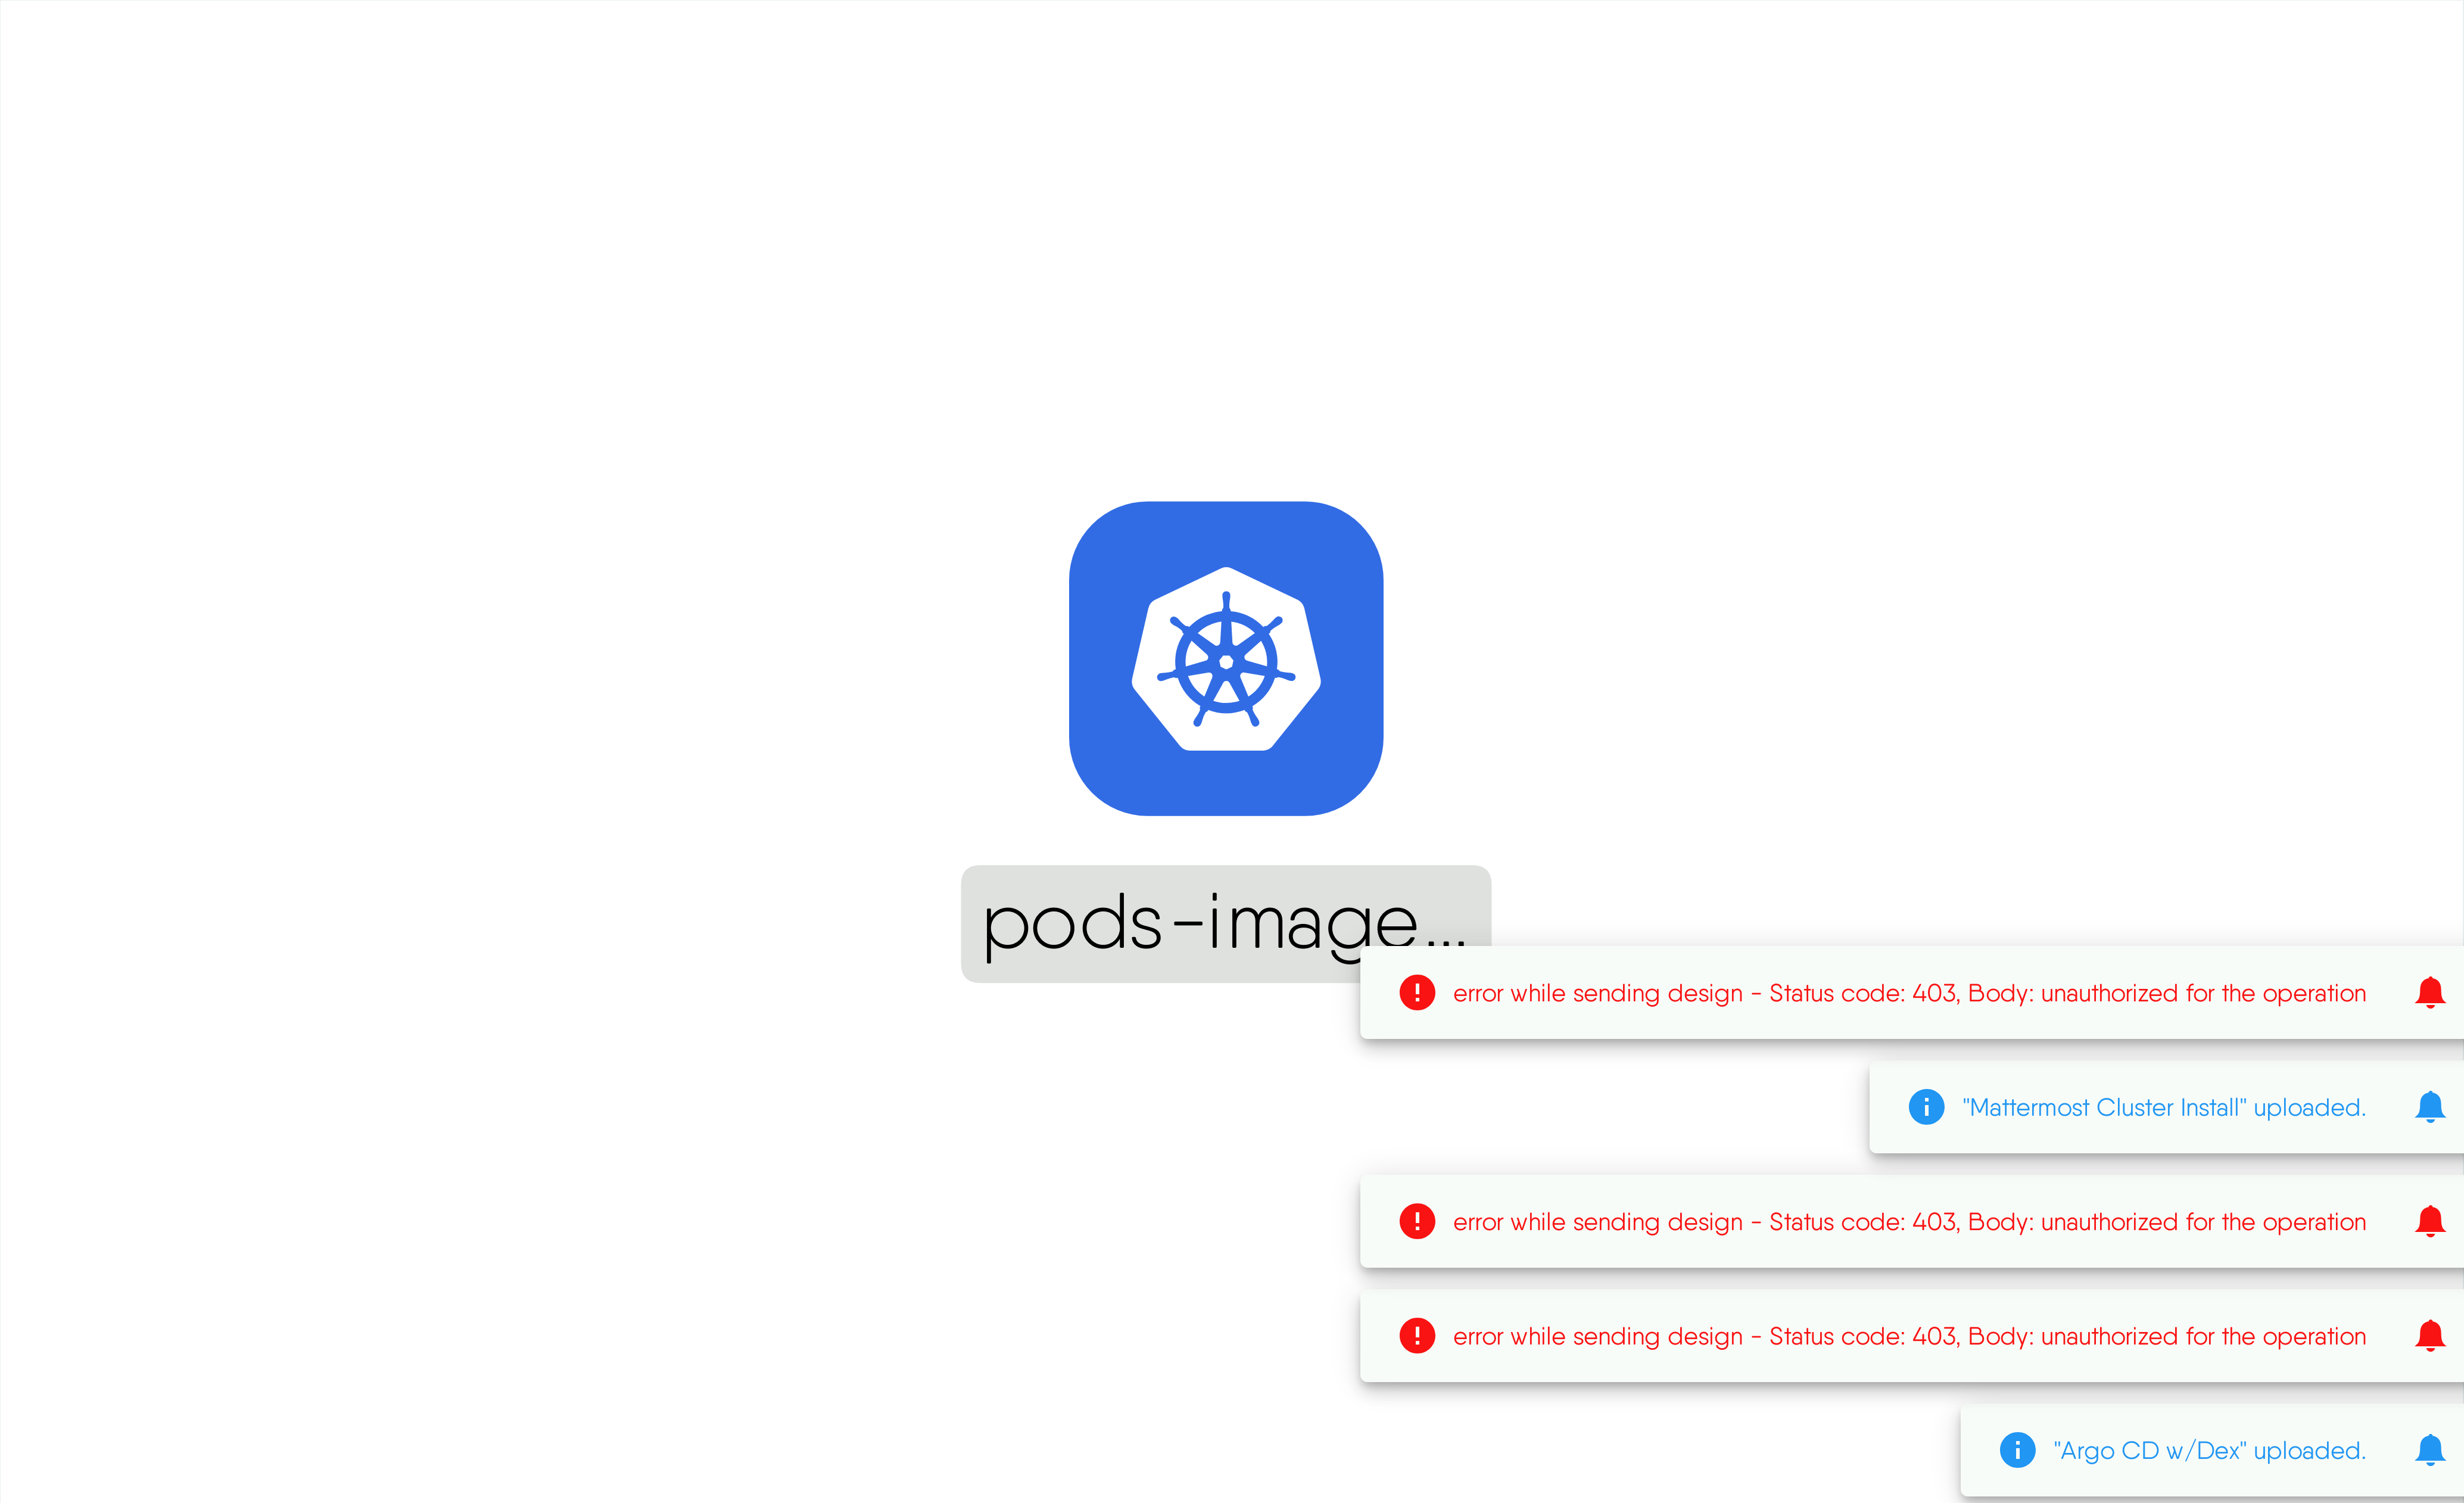 pods-image...
error while sending design - Status code: 403, Body: unauthorized for the operation
"Mattermost Cluster Install" uploaded.
error while sending design - Status code: 403, Body: unauthorized for the operation
error while sending design - Status code: 403, Body: unauthorized for the operation
"Argo CD w/Dex" uploaded.